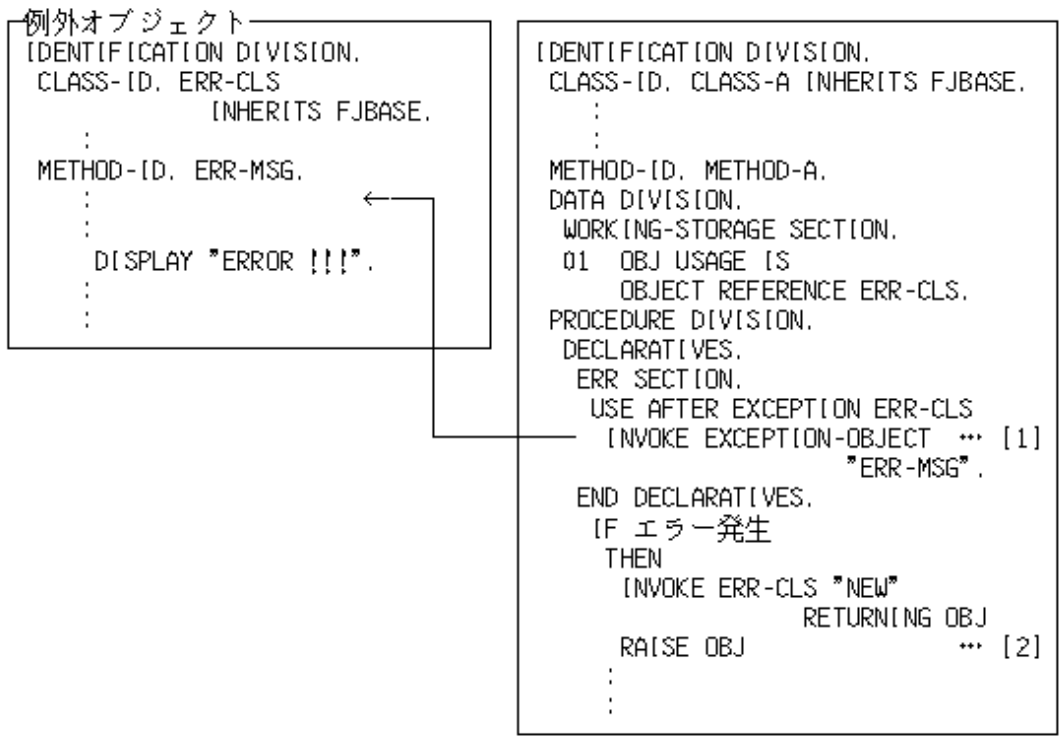 例外オブジェクト
IDENTIFICATION DIVISION.
CLASS-ID. ERR-CLS
INHERITS FJBASE.
:
METHOD-ID. ERR-MSG.
:
:
DISPLAY "ERROR !!!".
:
:
IDENTIFICATION DIVISION.
CLASS-ID. CLASS-A INHERITS FJBASE.
:
:
METHOD-ID. METHOD-A.
DATA DIVISION.
WORKING-STORAGE SECTION.
01 OBJ USAGE IS
OBJECT REFERENCE ERR-CLS.
PROCEDURE DIVISION.
DECLARATIVES.
ERR SECTION.
USE AFTER EXCEPTION ERR-CLS
INVOKE EXCEPTION-OBJECT … [1]
"ERR-MSG".
END DECLARATIVES.
IF エラー発生
THEN
INVOKE ERR-CLS "NEW"
RETURNING OBJ
RAISE OBJ … [2]
:
: